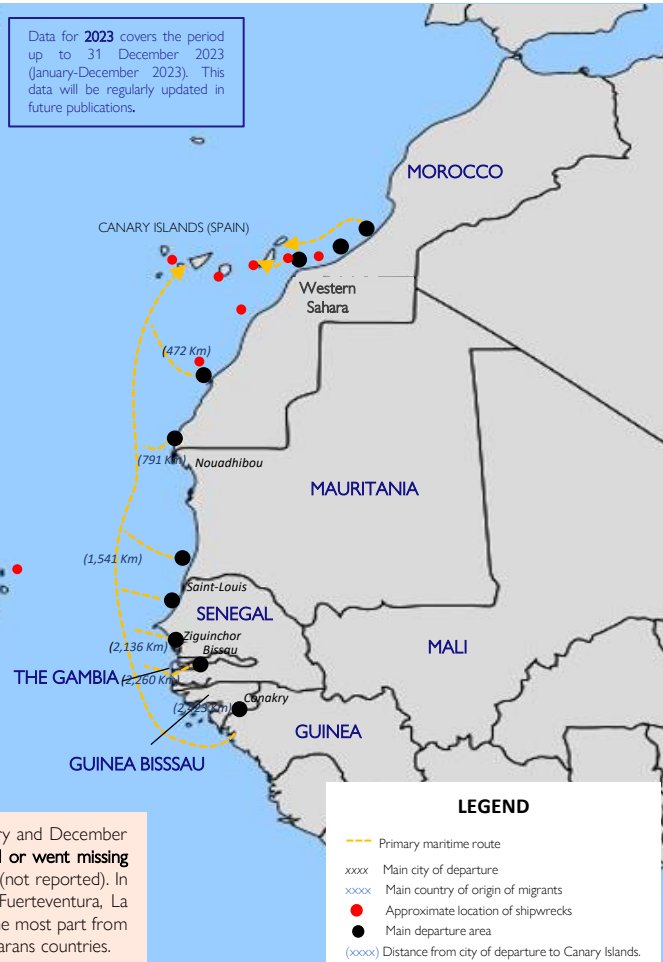 Data for 2023 covers the period
up to 31 December 2023
(January-December 2023). This
data will be regularly updated in
future publications.
MOROCCO
CANARY ISLANDS (SPAIN)
Western
Sahara
(472 Km)
(791 Km)
Nouadhibou
MAURITANIA
(1,541 Km)
Saint-Louis
SENEGAL
Ziguinchor
(2,136 Km)
Bissau
MALI
THE GAMBIA
(2,260 Km)
Conakry
GUINEA
GUINEA BISSSAU
ry and December
l or went missing
(not reported). In
Fuerteventura, La
ne most part from
arans countries.
LEGEND
Primary maritime route
xxxx Main city of departure
xxxx Main country of origin of migrants
Approximate location of shipwrecks
Main departure area
(xxxx) Distance from city of departure to Canary Islands.